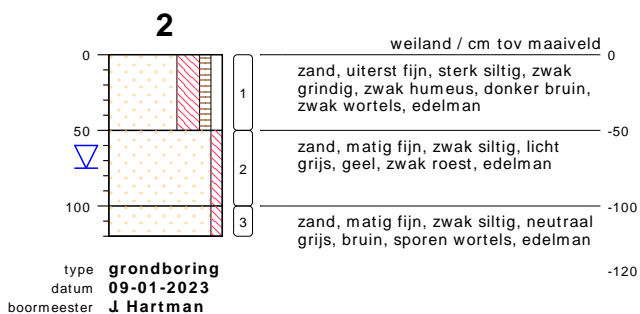 2
weiland / cm tov maaiveld
0
0
1
zand, uiterst fijn, sterk siltig, zwak
grindig, zwak humeus, donker bruin,
zwak wortels, edelman
50
-50
2
zand, matig fijn, zwak siltig, licht
grijs, geel, zwak roest, edelman
100
-100
3
zand, matig fijn, zwak siltig, neutraal
grijs, bruin, sporen wortels, edelman
-120
type grondboring
datum 09-01-2023
boormeester J. Hartman